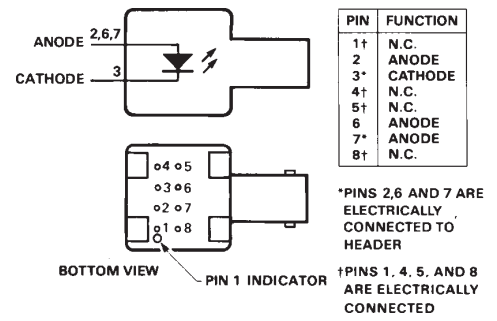 ANODE 2,6,7
CATHODE 3
PIN FUNCTION
1† N.C.
2 ANODE
3* CATHODE
4† N.C.
5† N.C.
6 ANODE
7* ANODE
8† N.C.
4 5
3 6
2 7
1 8
BOTTOM VIEW
PIN 1 INDICATOR
*PINS 2,6 AND 7 ARE
ELECTRICALLY
CONNECTED TO
HEADER
†PINS 1, 4, 5, AND 8
ARE ELECTRICALLY
CONNECTED